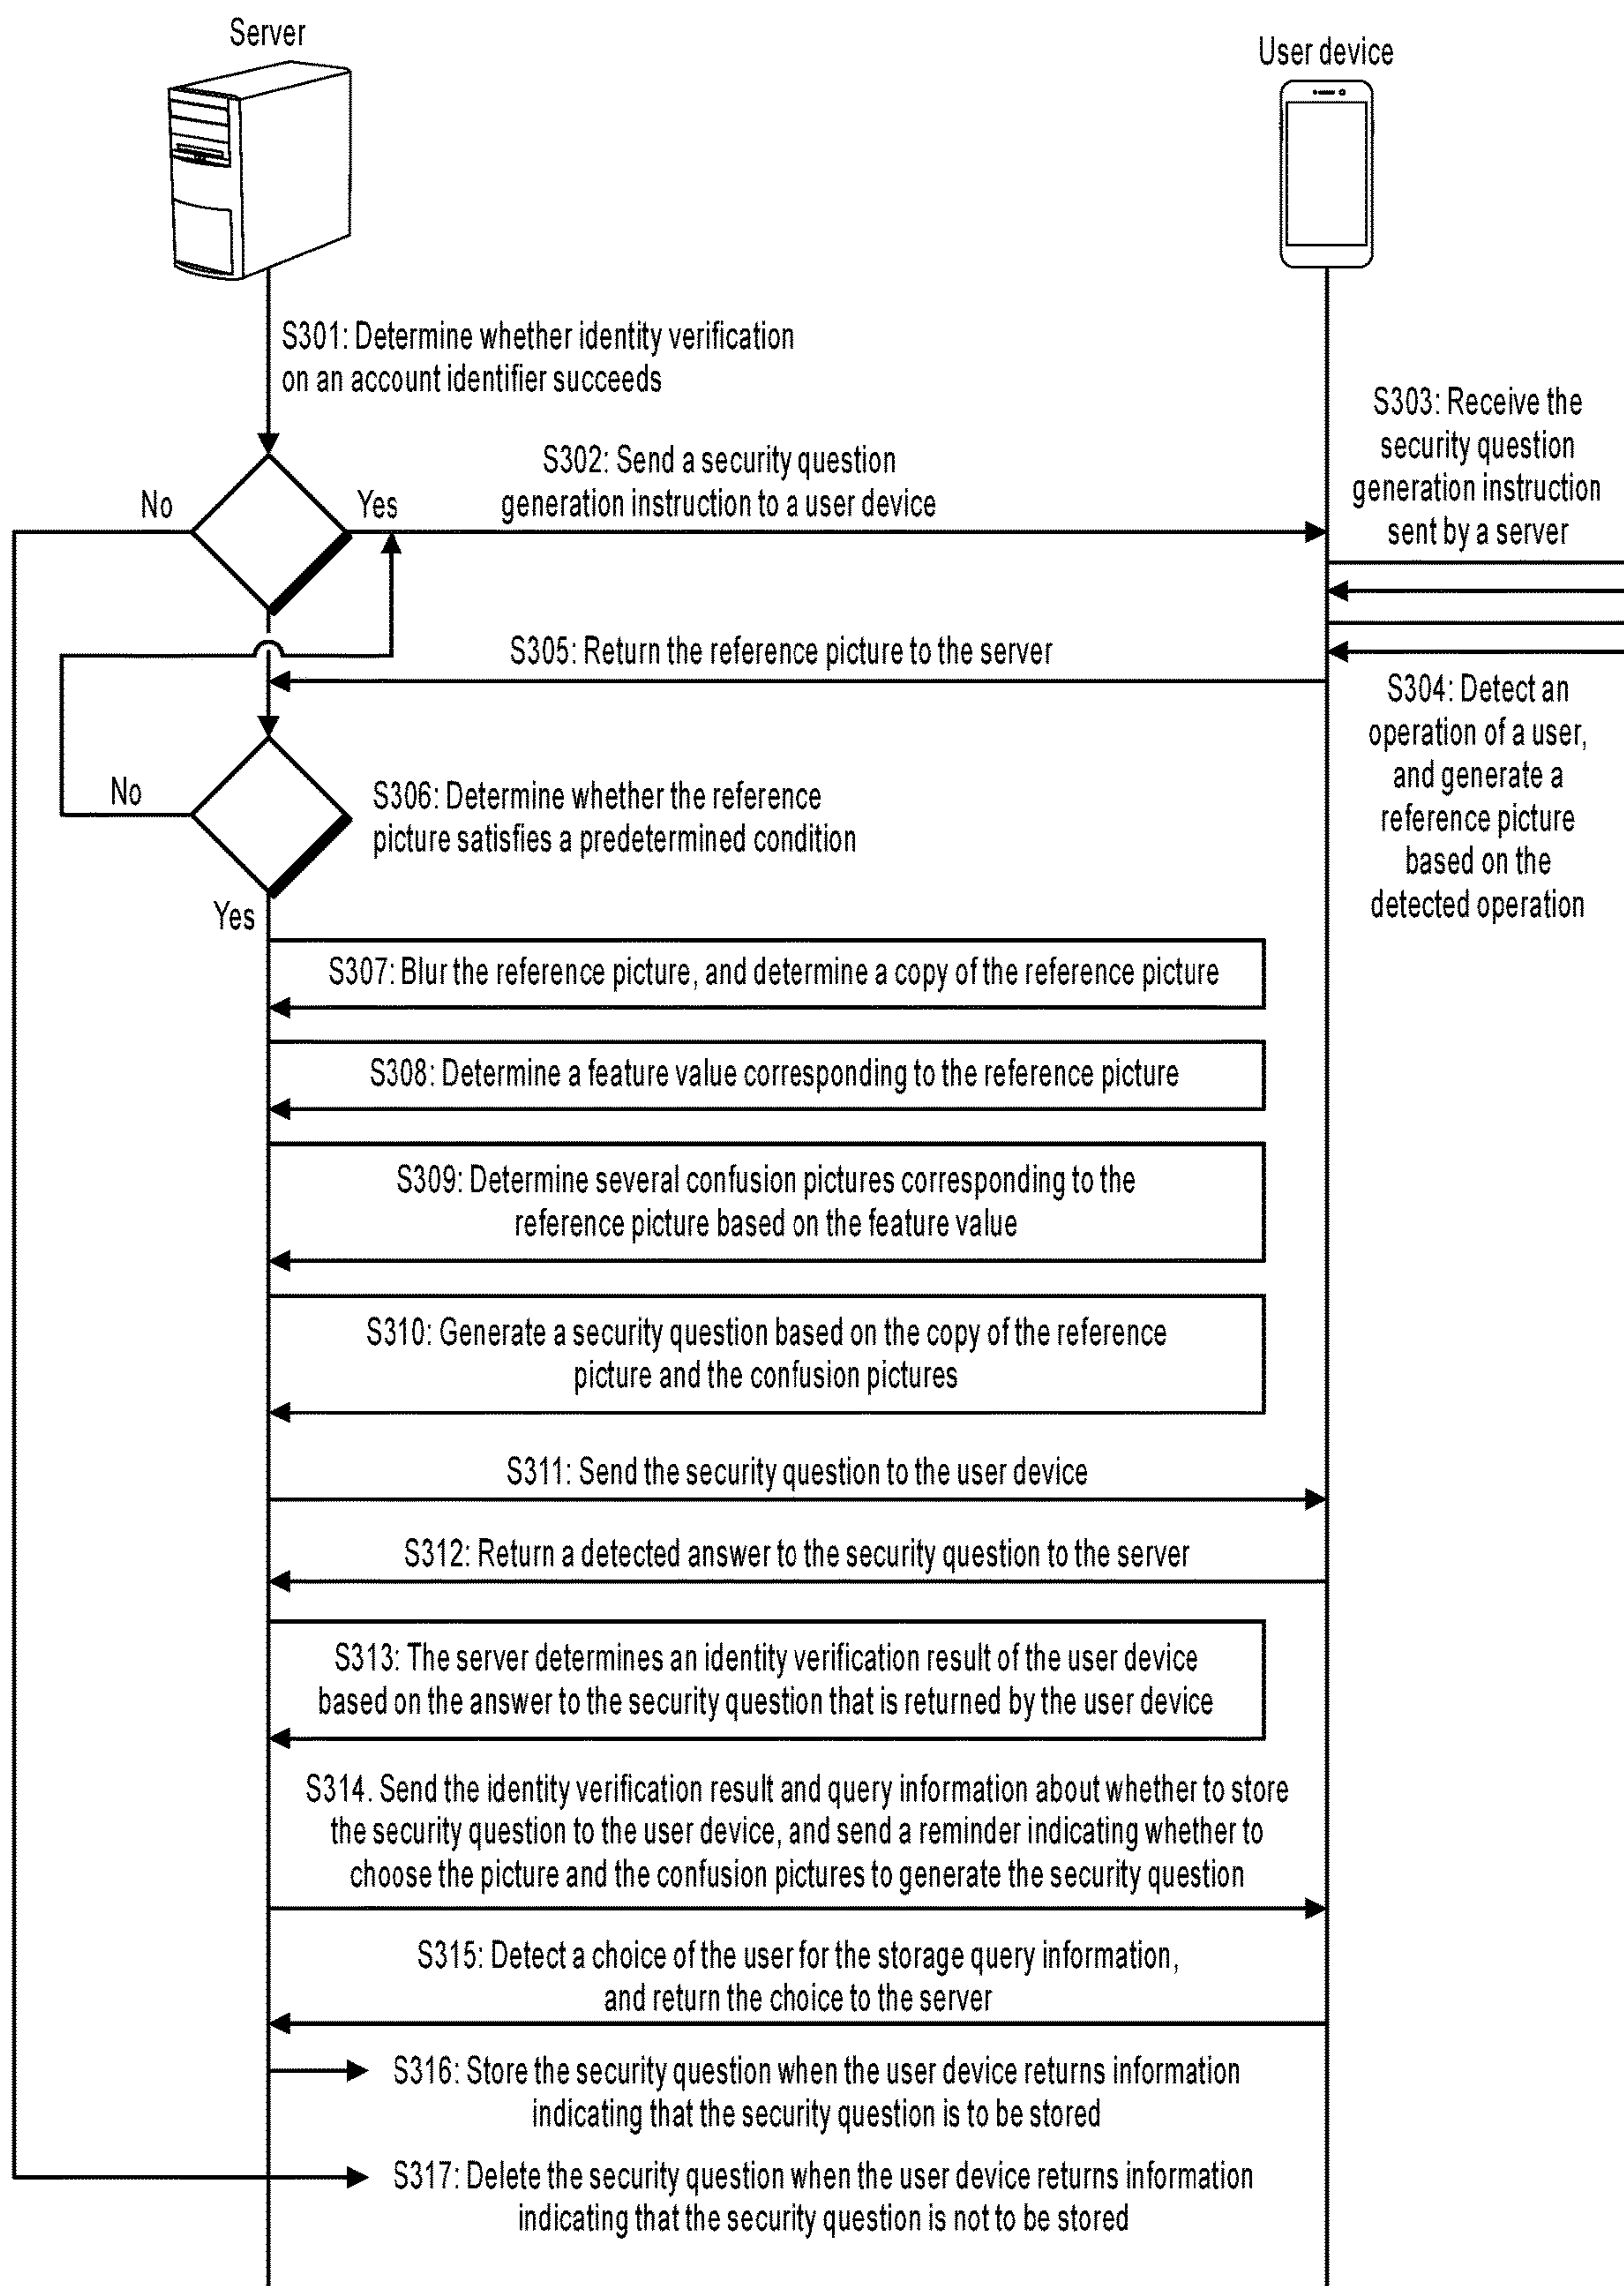 Server
User device
S301: Determine whether identity verification
on an account identifier succeeds
S303: Receive the
security question
generation instruction
sent by a server
S302: Send a security question
generation instruction to a user device
No
Yes
S305: Return the reference picture to the server
S304: Detect an
operation of a user,
and generate a
reference picture
based on the
detected operation
No
S306: Determine whether the reference
picture satisfies a predetermined condition
Yes
S307: Blur the reference picture, and determine a copy of the reference picture
S308: Determine a feature value corresponding to the reference picture
S309: Determine several confusion pictures corresponding to the
reference picture based on the feature value
S310: Generate a security question based on the copy of the reference
picture and the confusion pictures
S311: Send the security question to the user device
S312: Return a detected answer to the security question to the server
S313: The server determines an identity verification result of the user device
based on the answer to the security question that is returned by the user device
S314. Send the identity verification result and query information about whether to store
the security question to the user device, and send a reminder indicating whether to
choose the picture and the confusion pictures to generate the security question
S315: Detect a choice of the user for the storage query information,
and return the choice to the server
S316: Store the security question when the user device returns information
indicating that the security question is to be stored
S317: Delete the security question when the user device returns information
indicating that the security question is not to be stored